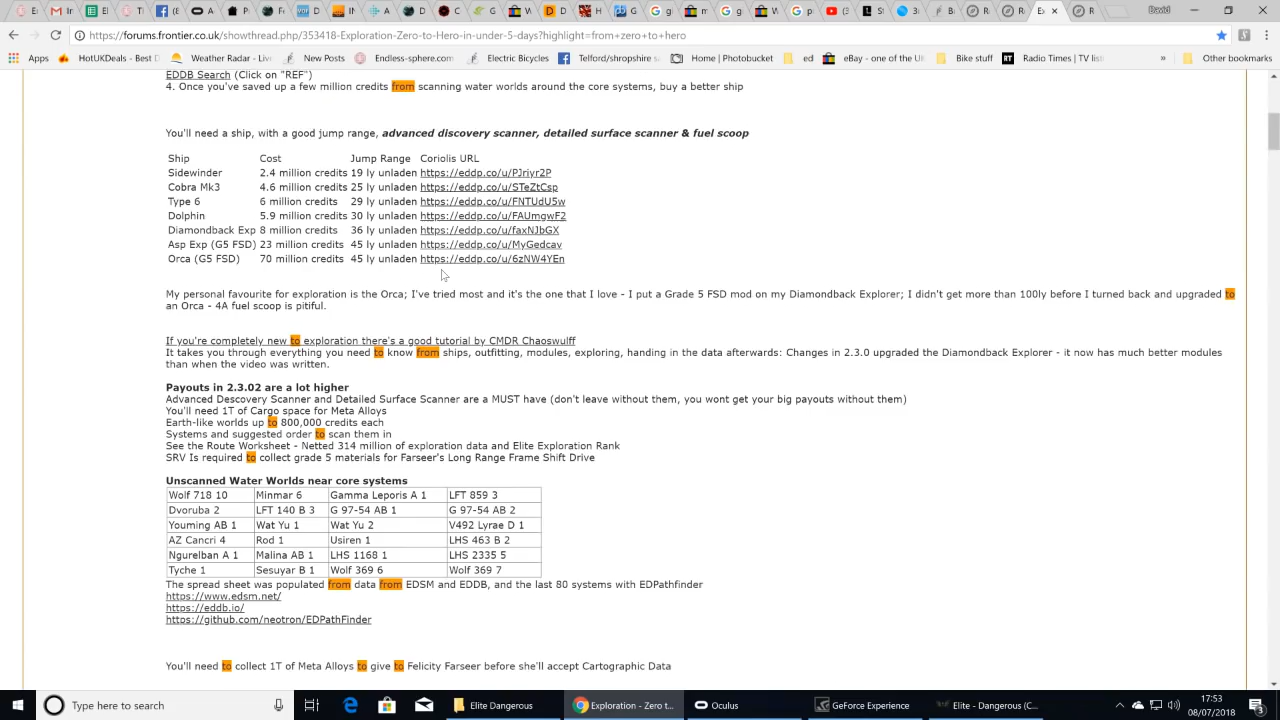 David
https://forums.frontier.co.uk/showthread.php/353418-Exploration-Zero-to-Hero-in-under-5-days?highlight=from+zero+to+hero
Apps HotUKDeals - Best D Weather Radar - Live New Posts Endless-sphere.com Electric Bicycles Telford/shropshire sa Home | Photobucket ed eBay - one of the UK Bike stuff Radio Times | TV listi » Other bookmarks
EDDB Search (Click on "REF")
4. Once you've saved up a few million credits from scanning water worlds around the core systems, buy a better ship
You'll need a ship, with a good jump range, advanced discovery scanner, detailed surface scanner & fuel scoop
Ship Cost Jump Range Coriolis URL
Sidewinder 2.4 million credits 19 ly unladen https://eddp.co/u/PJriyr2P
Cobra Mk3 4.6 million credits 25 ly unladen https://eddp.co/u/STeZtCsp
Type 6 6 million credits 29 ly unladen https://eddp.co/u/FNTUdU5w
Dolphin 5.9 million credits 30 ly unladen https://eddp.co/u/FAUmgwF2
Diamondback Exp 8 million credits 36 ly unladen https://eddp.co/u/faxNJbGX
Asp Exp (G5 FSD) 23 million credits 45 ly unladen https://eddp.co/u/MyGedcav
Orca (G5 FSD) 70 million credits 45 ly unladen https://eddp.co/u/6zNW4YEn
My personal favourite for exploration is the Orca; I've tried most and it's the one that I love - I put a Grade 5 FSD mod on my Diamondback Explorer; I didn't get more than 100ly before I turned back and upgraded to
an Orca - 4A fuel scoop is pitiful.
If you're completely new to exploration there's a good tutorial by CMDR Chaoswulff
It takes you through everything you need to know from ships, outfitting, modules, exploring, handing in the data afterwards: Changes in 2.3.0 upgraded the Diamondback Explorer - it now has much better modules
than when the video was written.
Payouts in 2.3.02 are a lot higher
Advanced Descovery Scanner and Detailed Surface Scanner are a MUST have (don't leave without them, you wont get your big payouts without them)
You'll need 1T of Cargo space for Meta Alloys
Earth-like worlds up to 800,000 credits each
Systems and suggested order to scan them in
See the Route Worksheet - Netted 314 million of exploration data and Elite Exploration Rank
SRV Is required to collect grade 5 materials for Farseer's Long Range Frame Shift Drive
Unscanned Water Worlds near core systems
Wolf 718 10 Minmar 6 Gamma Leporis A 1 LFT 859 3
Dvoruba 2 LFT 140 B 3 G 97-54 AB 1 G 97-54 AB 2
Youming AB 1 Wat Yu 1 Wat Yu 2 V492 Lyrae D 1
AZ Cancri 4 Rod 1 Usiren 1 LHS 463 B 2
Ngurelban A 1 Malina AB 1 LHS 1168 1 LHS 2335 5
Tyche 1 Sesuyar B 1 Wolf 369 6 Wolf 369 7
The spread sheet was populated from data from EDSM and EDDB, and the last 80 systems with EDPathfinder
https://www.edsm.net/
https://eddb.io/
https://github.com/neotron/EDPathFinder
You'll need to collect 1T of Meta Alloys to give to Felicity Farseer before she'll accept Cartographic Data
Type here to search Elite Dangerous Exploration - Zero t... Oculus GeForce Experience Elite - Dangerous (C... 17:53
08/07/2018